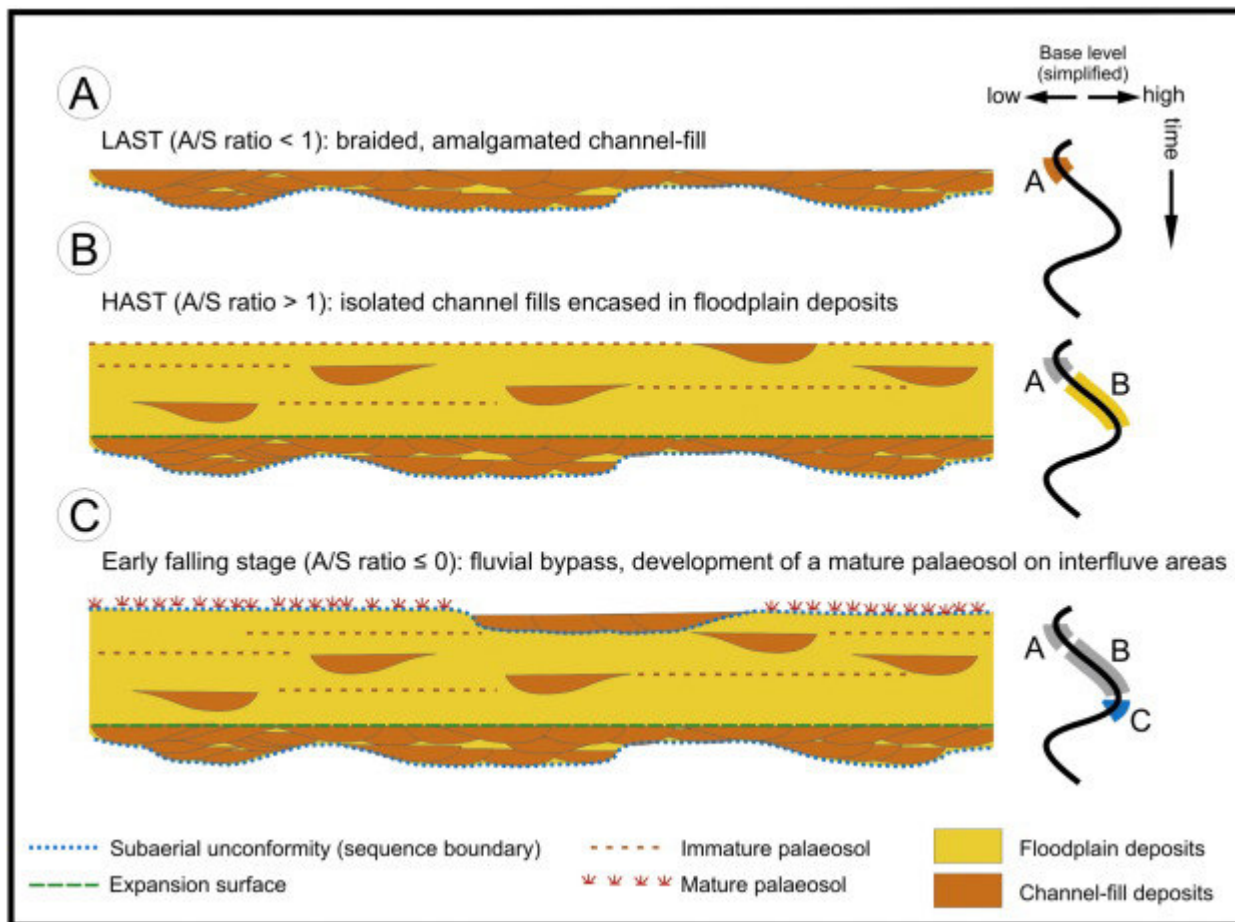 Base level
(simplified)
low
high
time
A
LAST (A/S ratio < 1): braided, amalgamated channel-fill
A
B
HAST (A/S ratio > 1): isolated channel fills encased in floodplain deposits
A
B
C
Early falling stage (A/S ratio ≤ 0): fluvial bypass, development of a mature palaeosol on interfluve areas
A
B
C
Subaerial unconformity (sequence boundary)
Expansion surface
Immature palaeosol
Mature palaeosol
Floodplain deposits
Channel-fill deposits